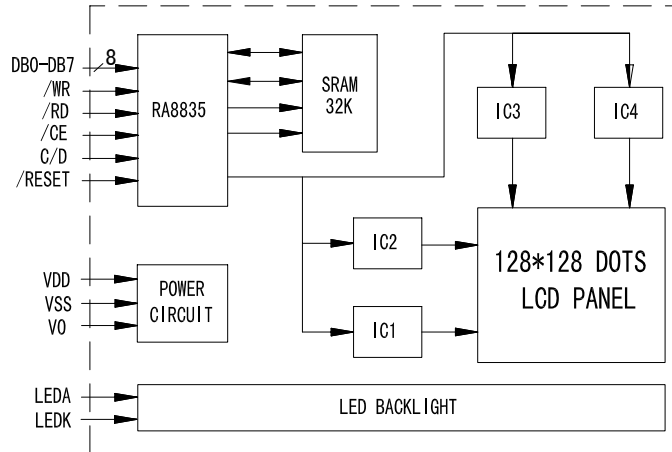 DB0-DB7
8
/WR
/RD
/CE
C/D
/RESET
RA8835
SRAM
32K
IC3
IC4
IC2
IC1
128*128 DOTS
LCD PANEL
VDD
VSS
V0
POWER
CIRCUIT
LEDA
LEDK
LED BACKLIGHT